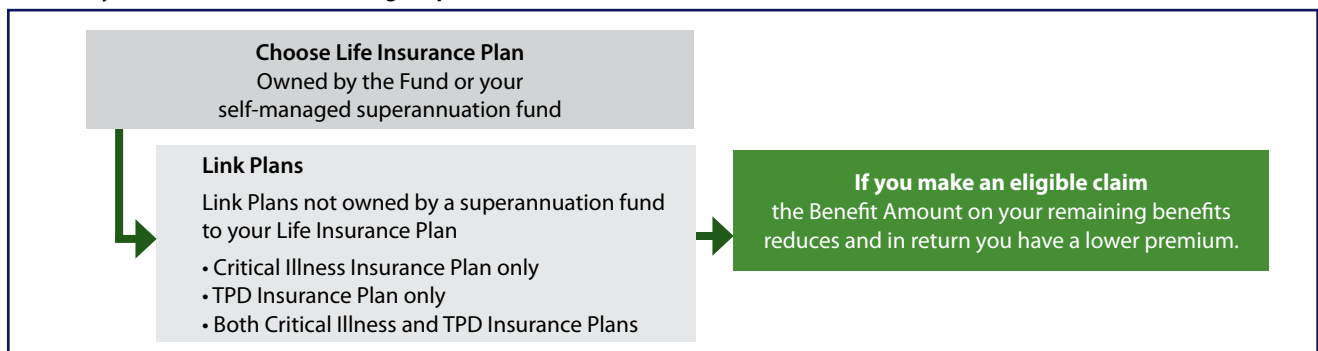 Choose Life Insurance Plan
Owned by the Fund or your
self-managed superannuation fund
Link Plans
Link Plans not owned by a superannuation fund
to your Life Insurance Plan
• Critical Illness Insurance Plan only
• TPD Insurance Plan only
• Both Critical Illness and TPD Insurance Plans
If you make an eligible claim
the Benefit Amount on your remaining benefits
reduces and in return you have a lower premium.